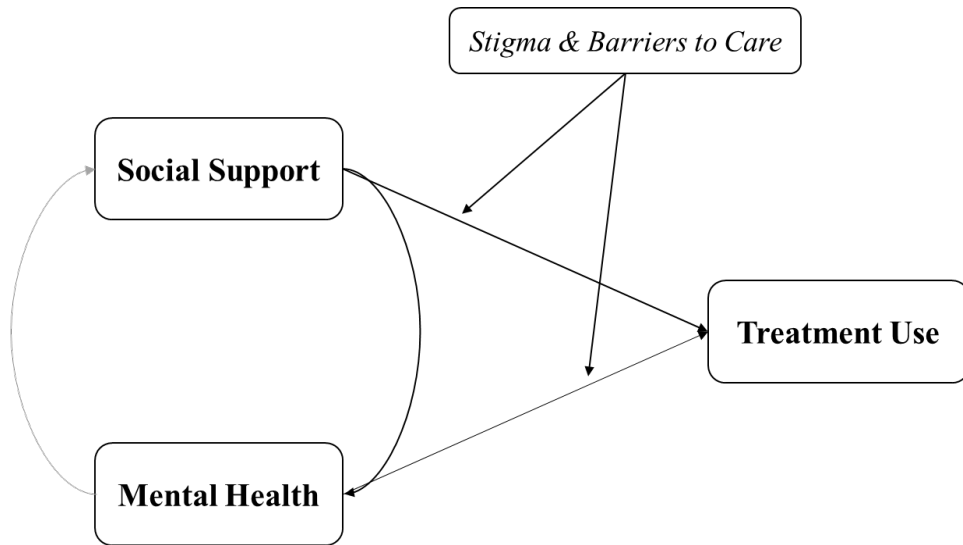 Stigma & Barriers to Care
Social Support
Treatment Use
Mental Health